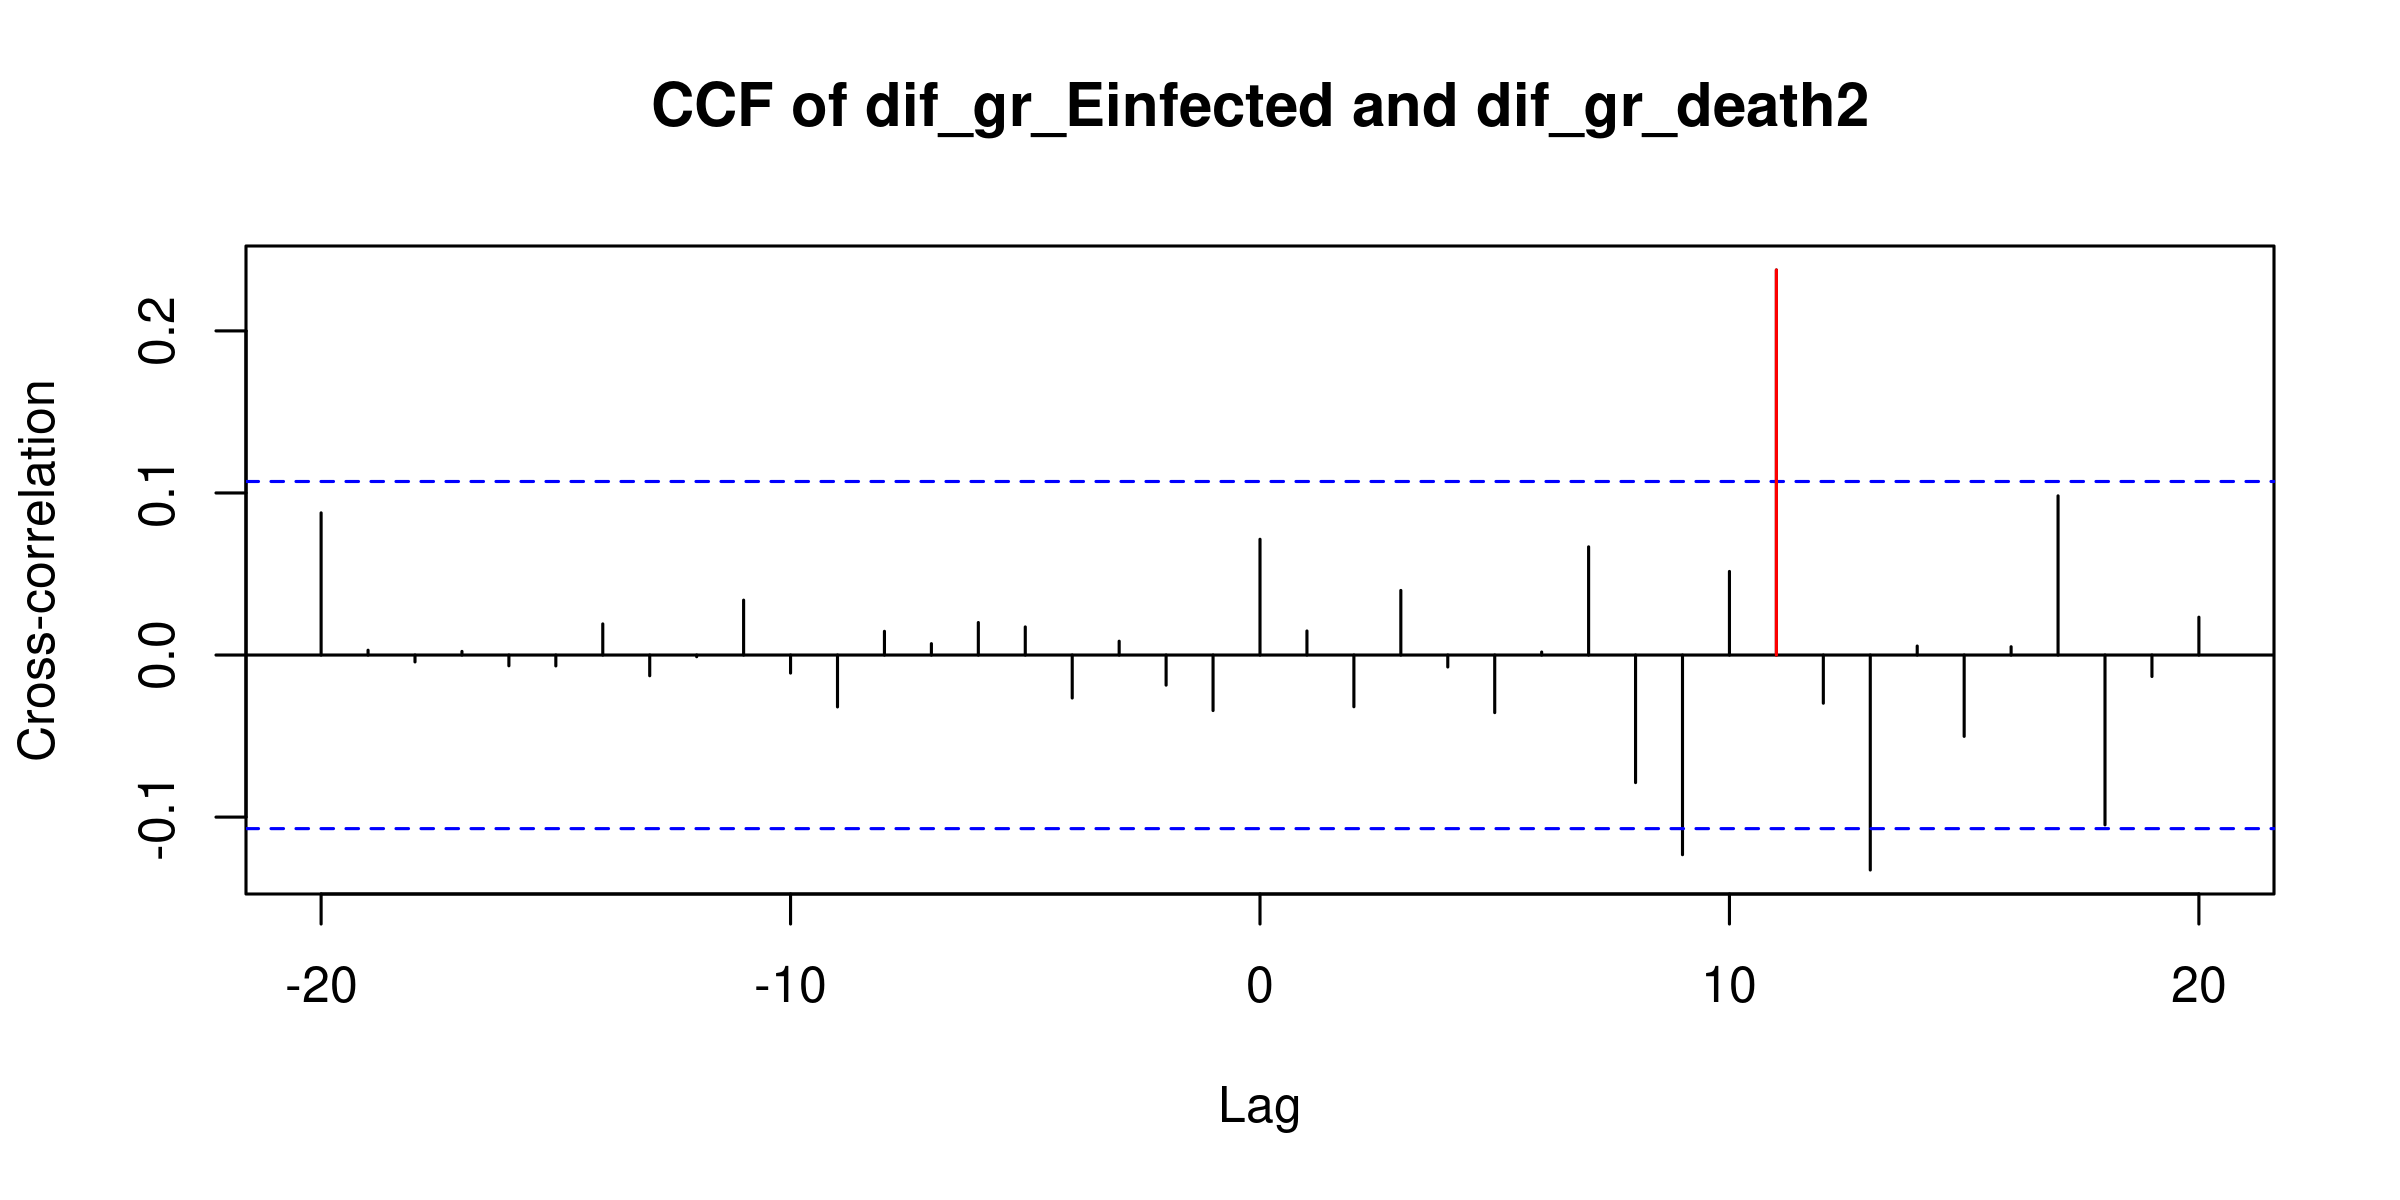 CCF of dif_gr_Einfected and dif_gr_death2
Cross-correlation
0.2
0.1
0.0
-0.1
-20 -10 0 10 20
Lag